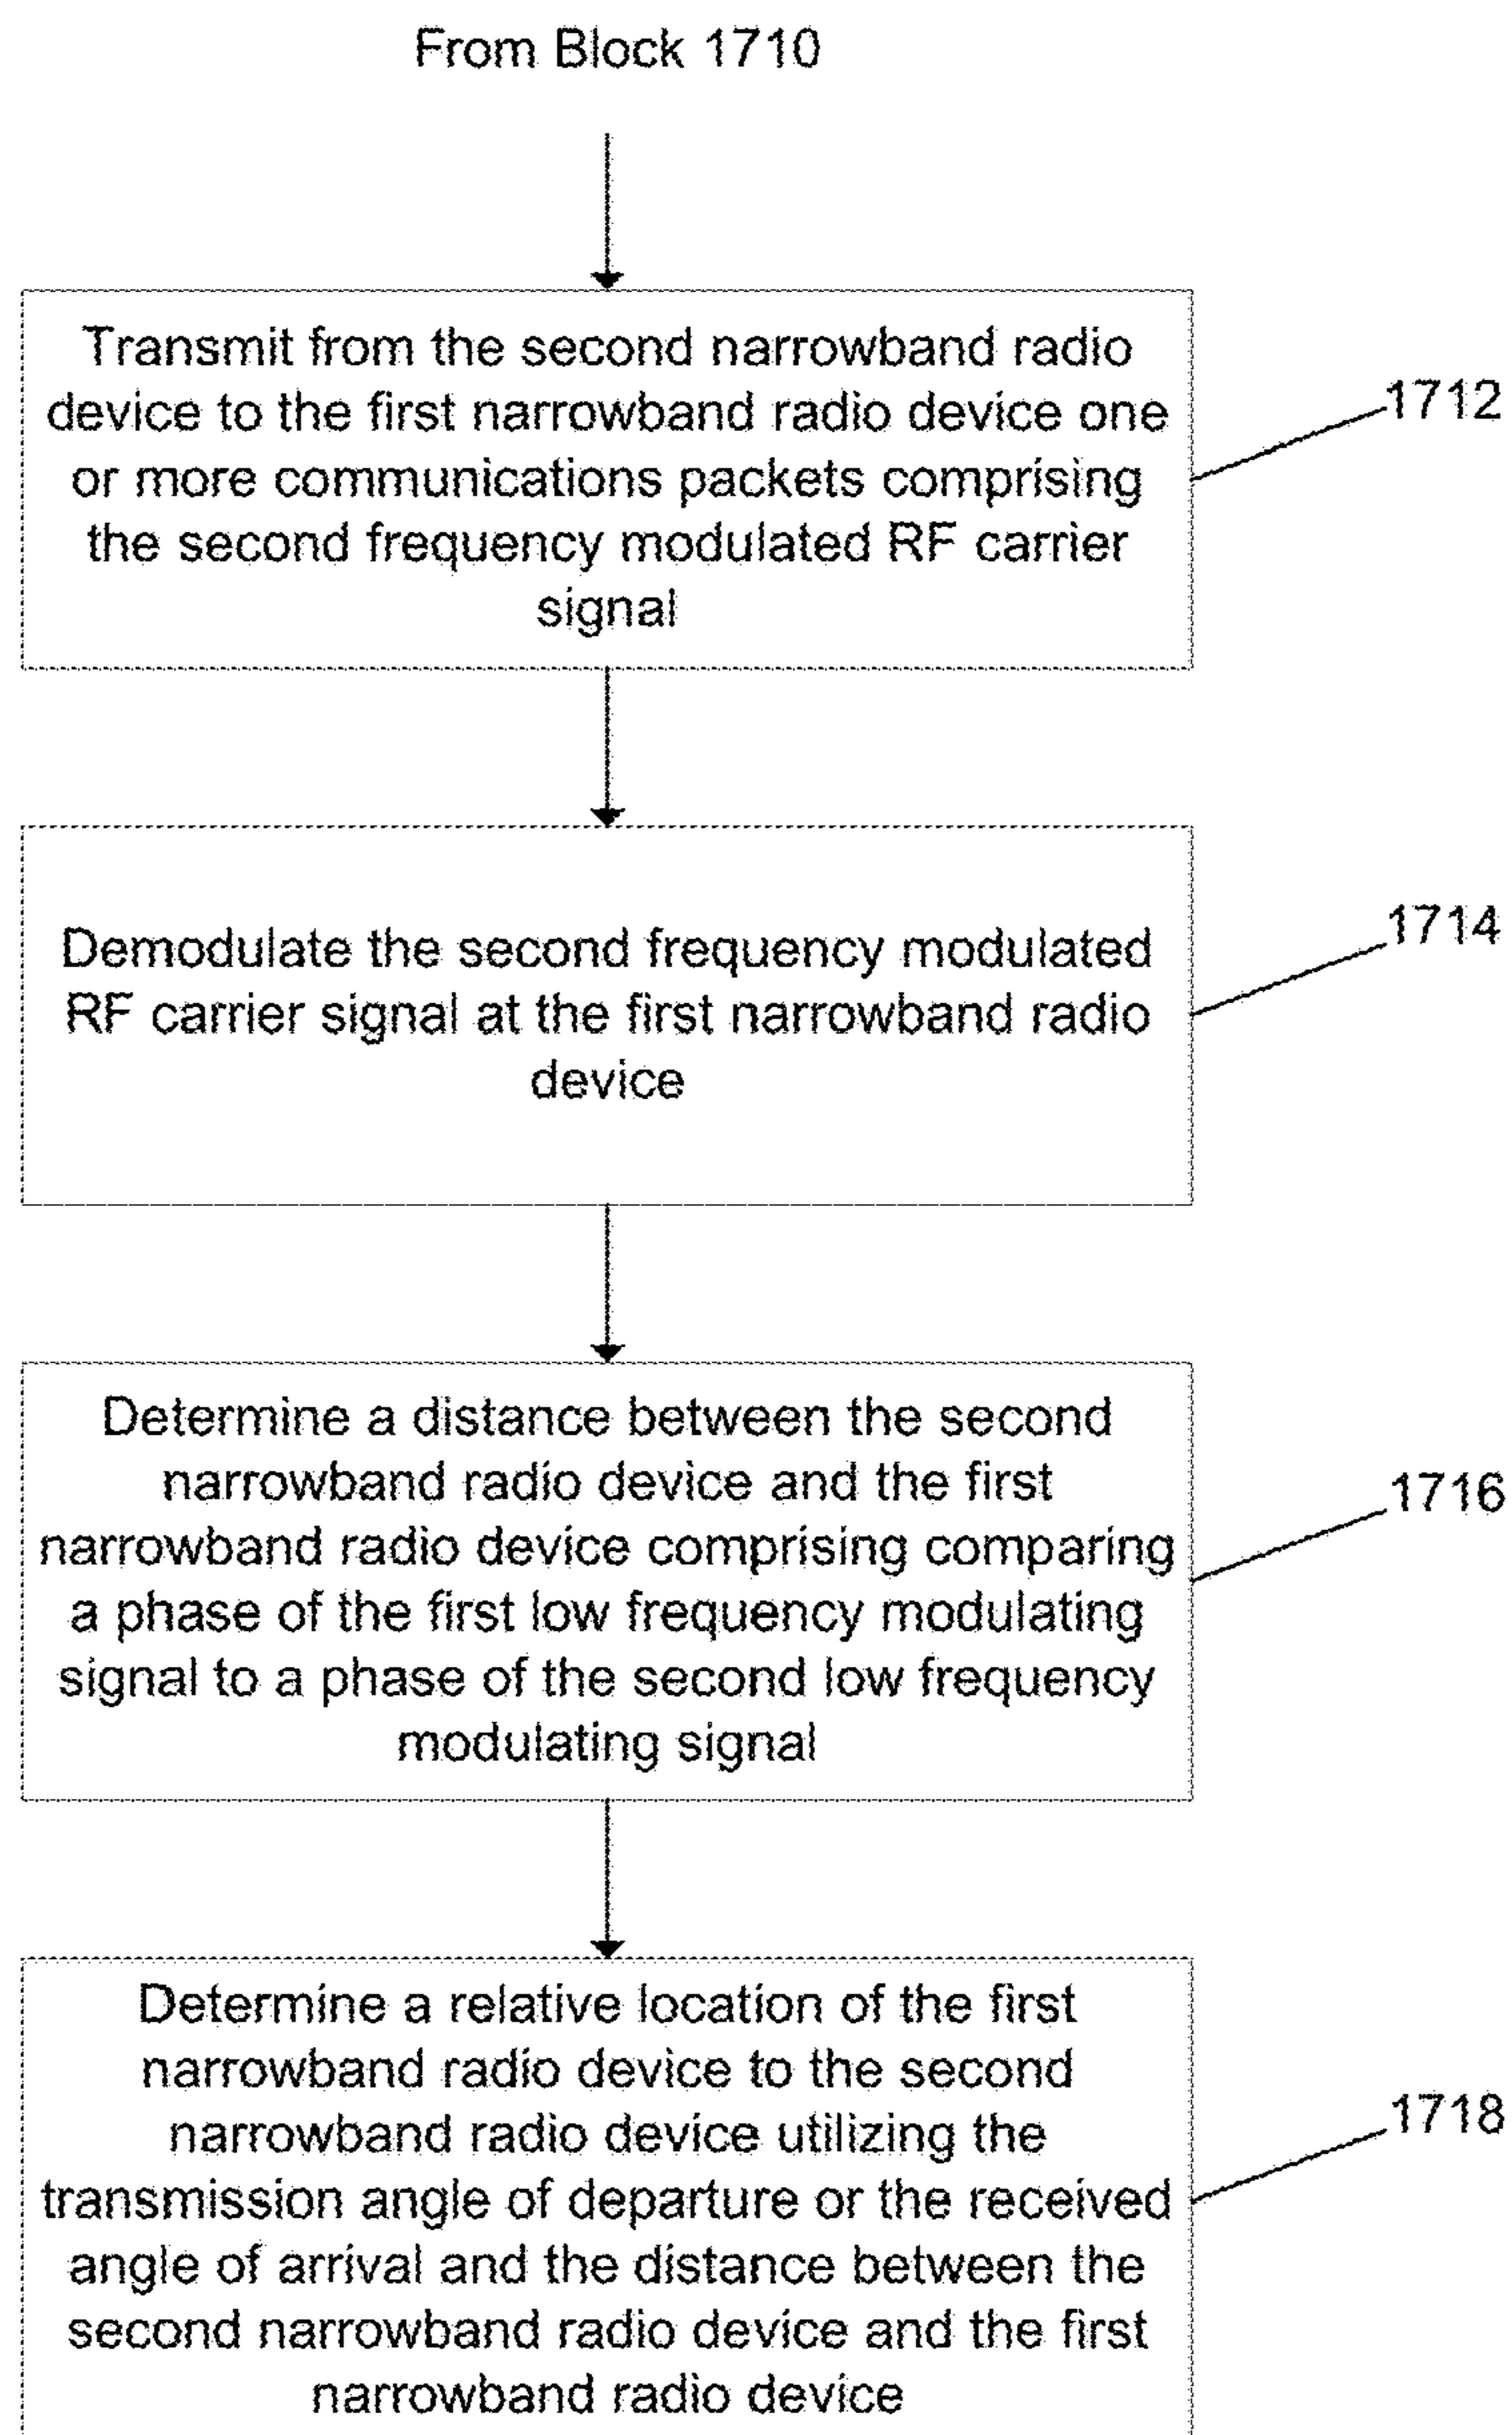 From Block 1710
Transmit from the second narrowband radio
device to the first narrowband radio device one
or more communications packets comprising
the second frequency modulated RF carrier
signal
1712
Demodulate the second frequency modulated
RF carrier signal at the first narrowband radio
device
1714
Determine a distance between the second
narrowband radio device and the first
narrowband radio device comprising comparing
a phase of the first low frequency modulating
signal to a phase of the second low frequency
modulating signal
1716
Determine a relative location of the first
narrowband radio device to the second
narrowband radio device utilizing the
transmission angle of departure or the received
angle of arrival and the distance between the
second narrowband radio device and the first
narrowband radio device
1718